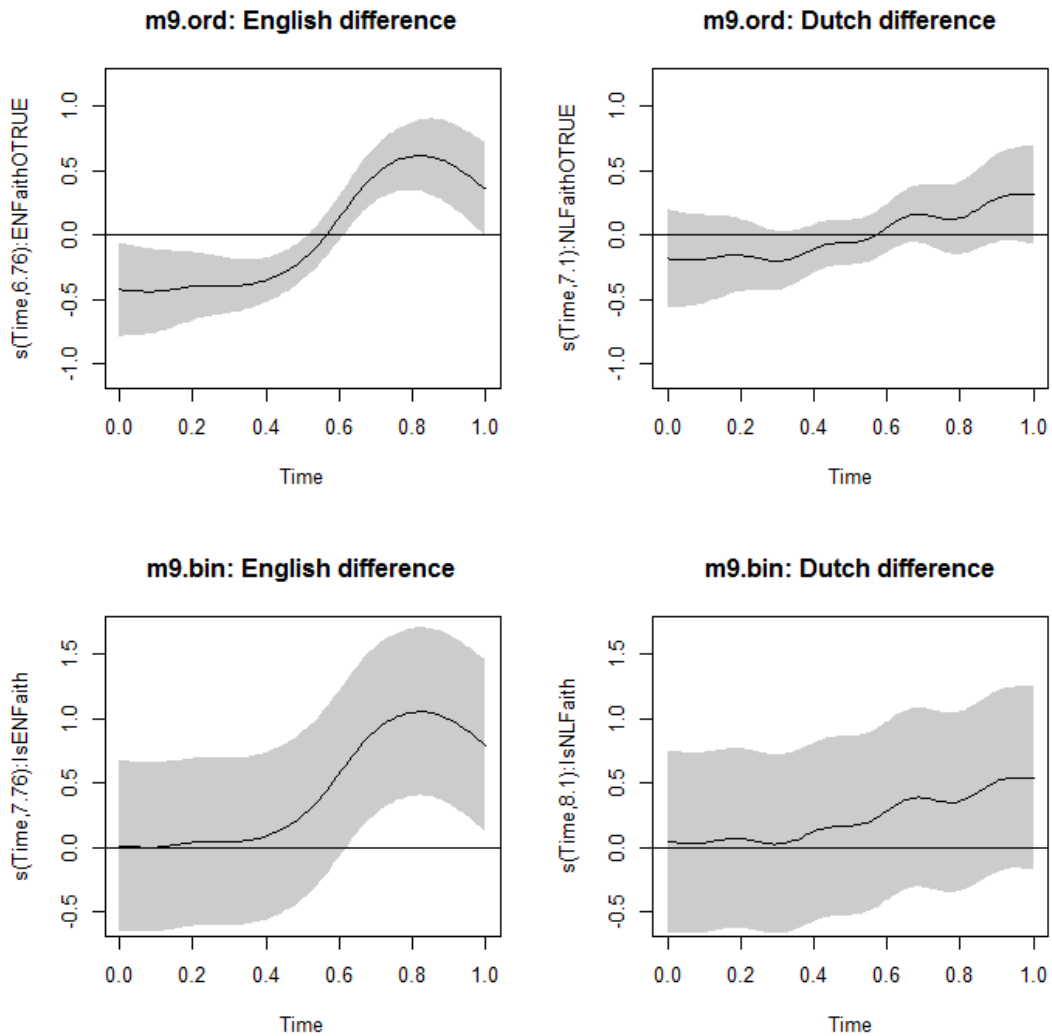 m9.ord: English difference
s(Time,6.76):ENFaithOTRUE
1.0
0.5
0.0
-0.5
-1.0
0.0 0.2 0.4 0.6 0.8 1.0
Time
m9.ord: Dutch difference
s(Time,7.1):NLFaithOTRUE
1.0
0.5
0.0
-0.5
-1.0
0.0 0.2 0.4 0.6 0.8 1.0
Time
m9.bin: English difference
s(Time,7.76):IsENFaith
1.5
1.0
0.5
0.0
-0.5
0.0 0.2 0.4 0.6 0.8 1.0
Time
m9.bin: Dutch difference
s(Time,8.1):IsNLFaith
1.5
1.0
0.5
0.0
-0.5
0.0 0.2 0.4 0.6 0.8 1.0
Time